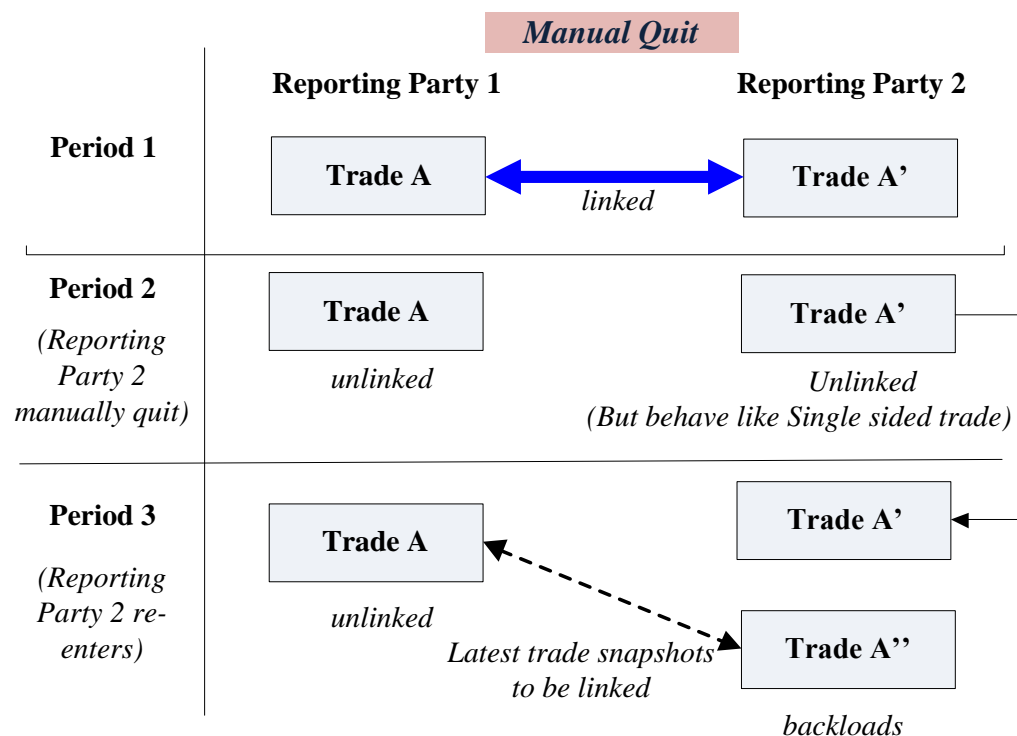 Manual Quit
Reporting Party 1
Reporting Party 2
Period 1
Trade A
linked
Trade A’
Period 2
(Reporting
Party 2
manually quit)
Trade A
unlinked
Trade A’
Unlinked
(But behave like Single sided trade)
Period 3
(Reporting
Party 2 re-
enters)
Trade A
unlinked
Trade A’
Latest trade snapshots
to be linked
Trade A’’
backloads